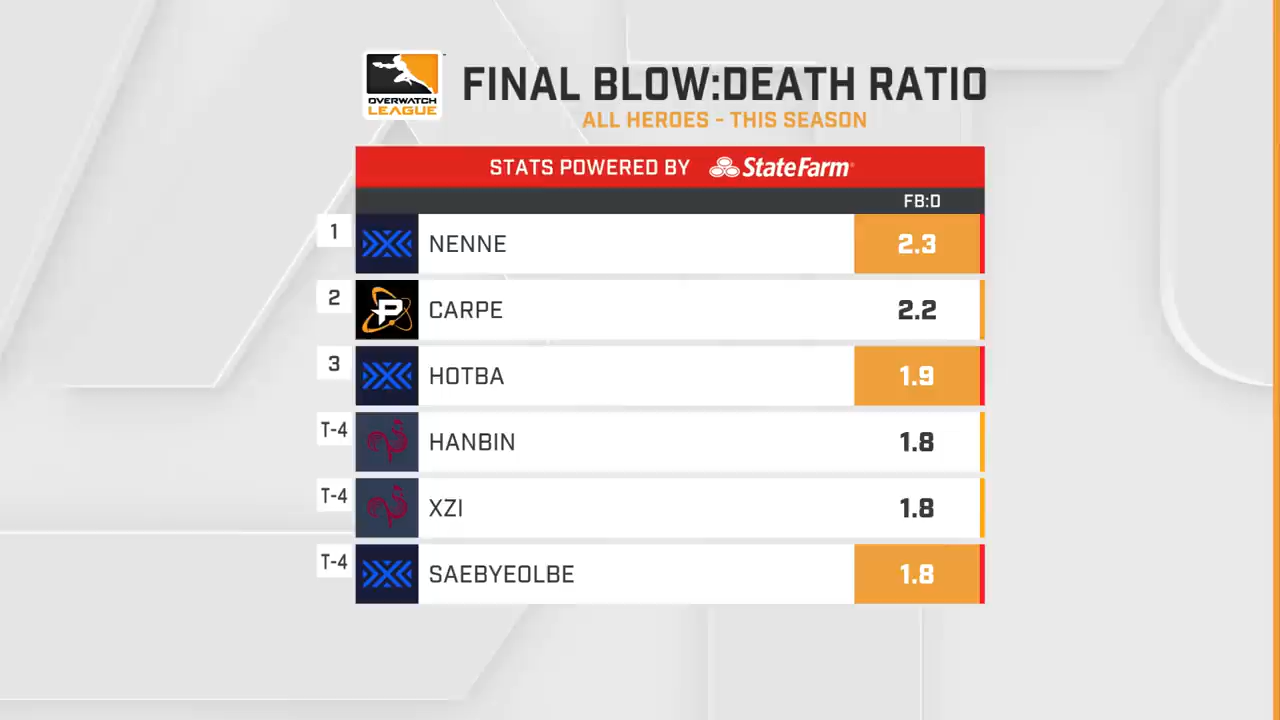 OVERWATCH
LEAGUE
FINAL BLOW:DEATH RATIO
ALL HEROES - THIS SEASON
STATS POWERED BY StateFarm
FB:D
1 NENNE 2.3
2 P CARPE 2.2
3 HOTBA 1.9
T-4 HANBIN 1.8
T-4 XZI 1.8
T-4 SAEBYEOLBE 1.8